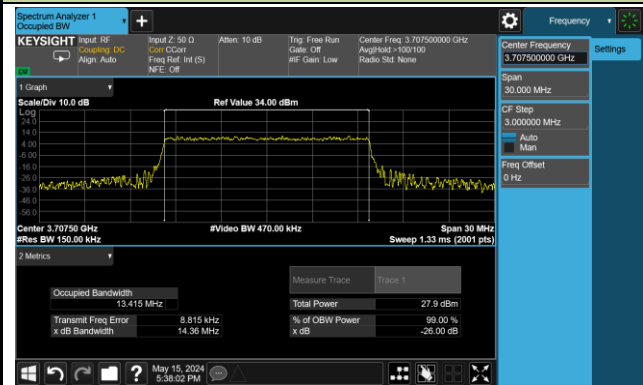 Spectrum Analyzer 1
Occupied BW
Frequency
KEYSIGHT
Input: RF
Coupling: DC
Align: Auto
Input Z: 50 Ω
Corr CCorr
Freq Ref: Int (S)
NFE: Off
Atten: 10 dB
Trig: Free Run
Gate: Off
#IF Gain: Low
Center Freq: 3.707500000 GHz
Avg|Hold:>100/100
Radio Std: None
Center Frequency
3.707500000 GHz
Settings
Span
30.000 MHz
CF Step
3.000000 MHz
Auto
Man
Freq Offset
0 Hz
1 Graph
Scale/Div 10.0 dB
Ref Value 34.00 dBm
Log
24.0
14.0
4.00
-6.00
-16.0
-26.0
-36.0
-46.0
-56.0
Center 3.70750 GHz
#Video BW 470.00 kHz
Span 30 MHz
#Res BW 150.00 kHz
Sweep 1.33 ms (2001 pts)
2 Metrics
Measure Trace
Trace 1
Occupied Bandwidth
13.415 MHz
Total Power
27.9 dBm
Transmit Freq Error
8.815 kHz
% of OBW Power
99.00 %
x dB Bandwidth
14.36 MHz
x dB
-26.00 dB
May 15, 2024
5:38:02 PM